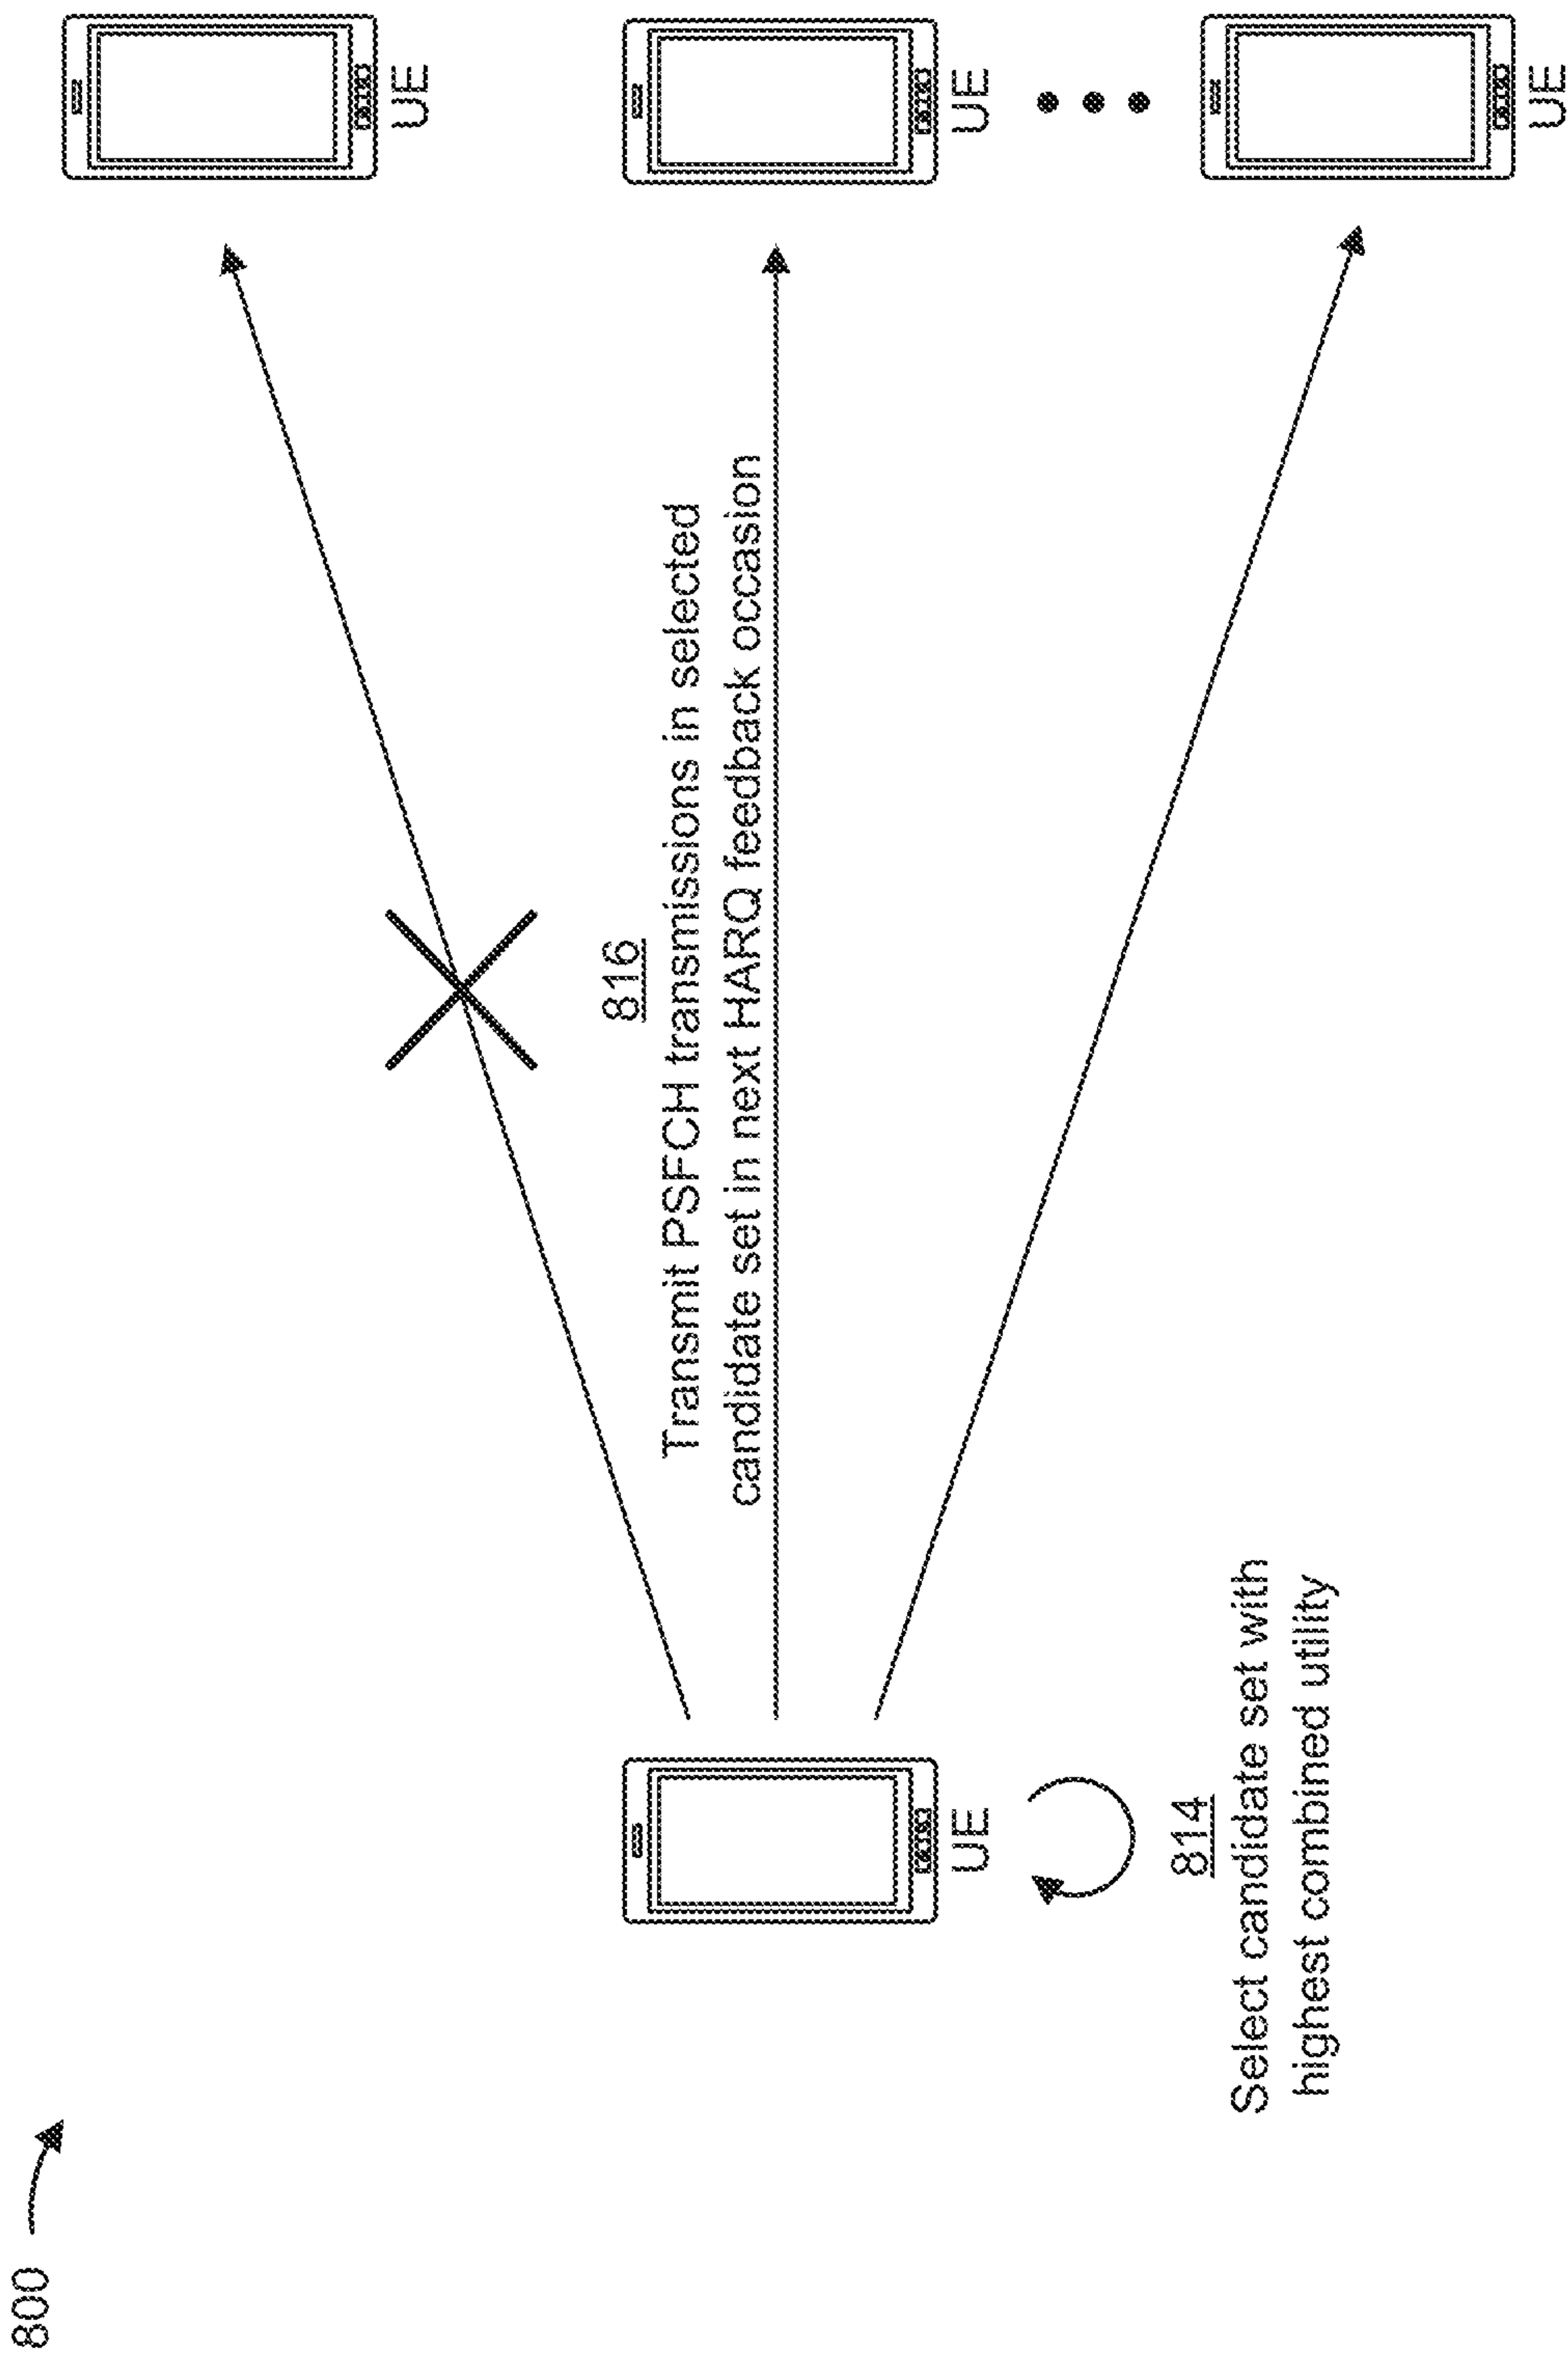 800
UE
816
Transmit PSFCH transmissions in selected
candidate set in next HARQ feedback occasion
UE
UE
814
Select candidate set with
highest combined utility
UE